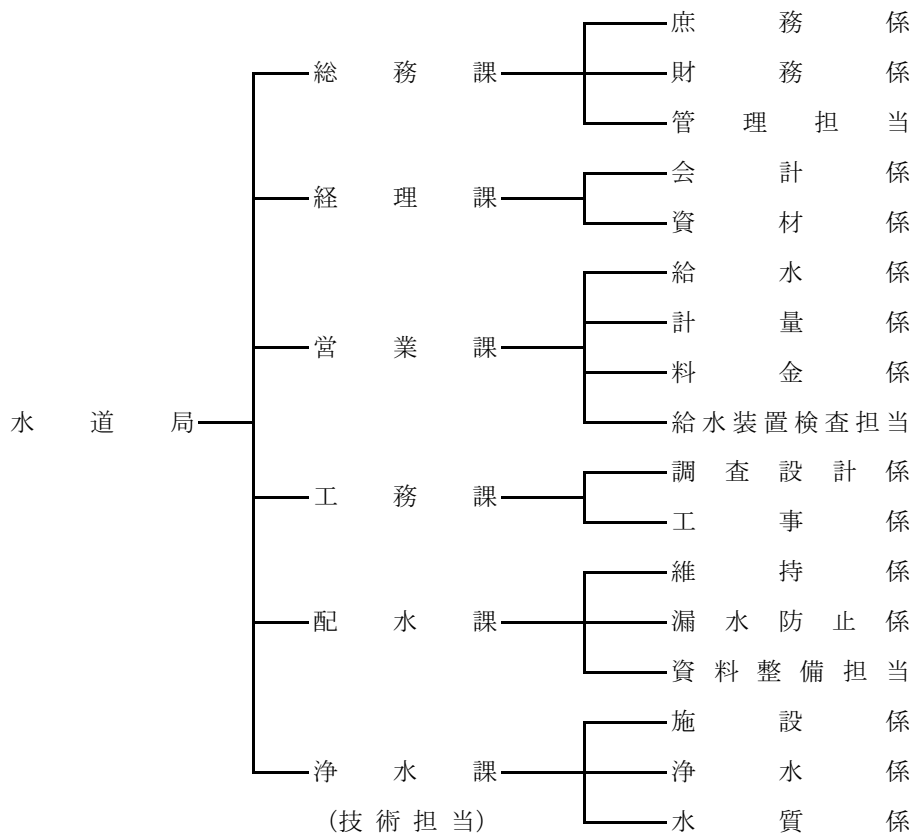 庶務係
総務課 財務係
管理担当
会計係
経理課
資材係
給水係
計量係
営業課
料金係
水道局 給水装置検査担当
調査設計係
工務課
工事係
維持係
配水課 漏水防止係
資料整備担当
施設係
浄水課 浄水係
(技術担当) 水質係